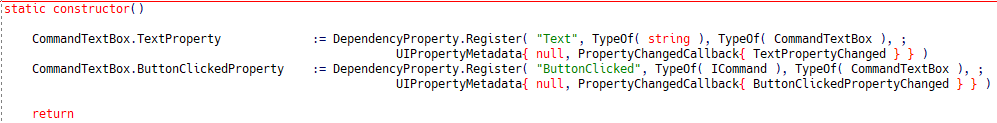 static constructor()
CommandTextBox.TextProperty := DependencyProperty.Register( "Text", TypeOf( string ), TypeOf( CommandTextBox ), ;
UIPropertyMetadata{ null, PropertyChangedCallback{ TextPropertyChanged } } )
CommandTextBox.ButtonClickedProperty := DependencyProperty.Register( "ButtonClicked", TypeOf( ICommand ), TypeOf( CommandTextBox ), ;
UIPropertyMetadata{ null, PropertyChangedCallback{ ButtonClickedPropertyChanged } } )
return